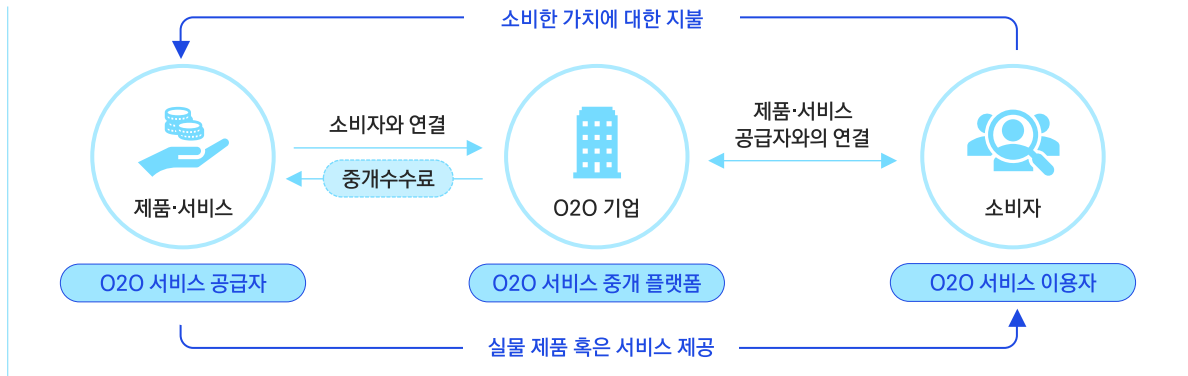 소비한 가치에 대한 지불
소비자와 연결
중개수수료
제품·서비스
공급자와의 연결
제품·서비스
O2O 기업
소비자
O2O 서비스 공급자
O2O 서비스 중개 플랫폼
O2O 서비스 이용자
실물 제품 혹은 서비스 제공